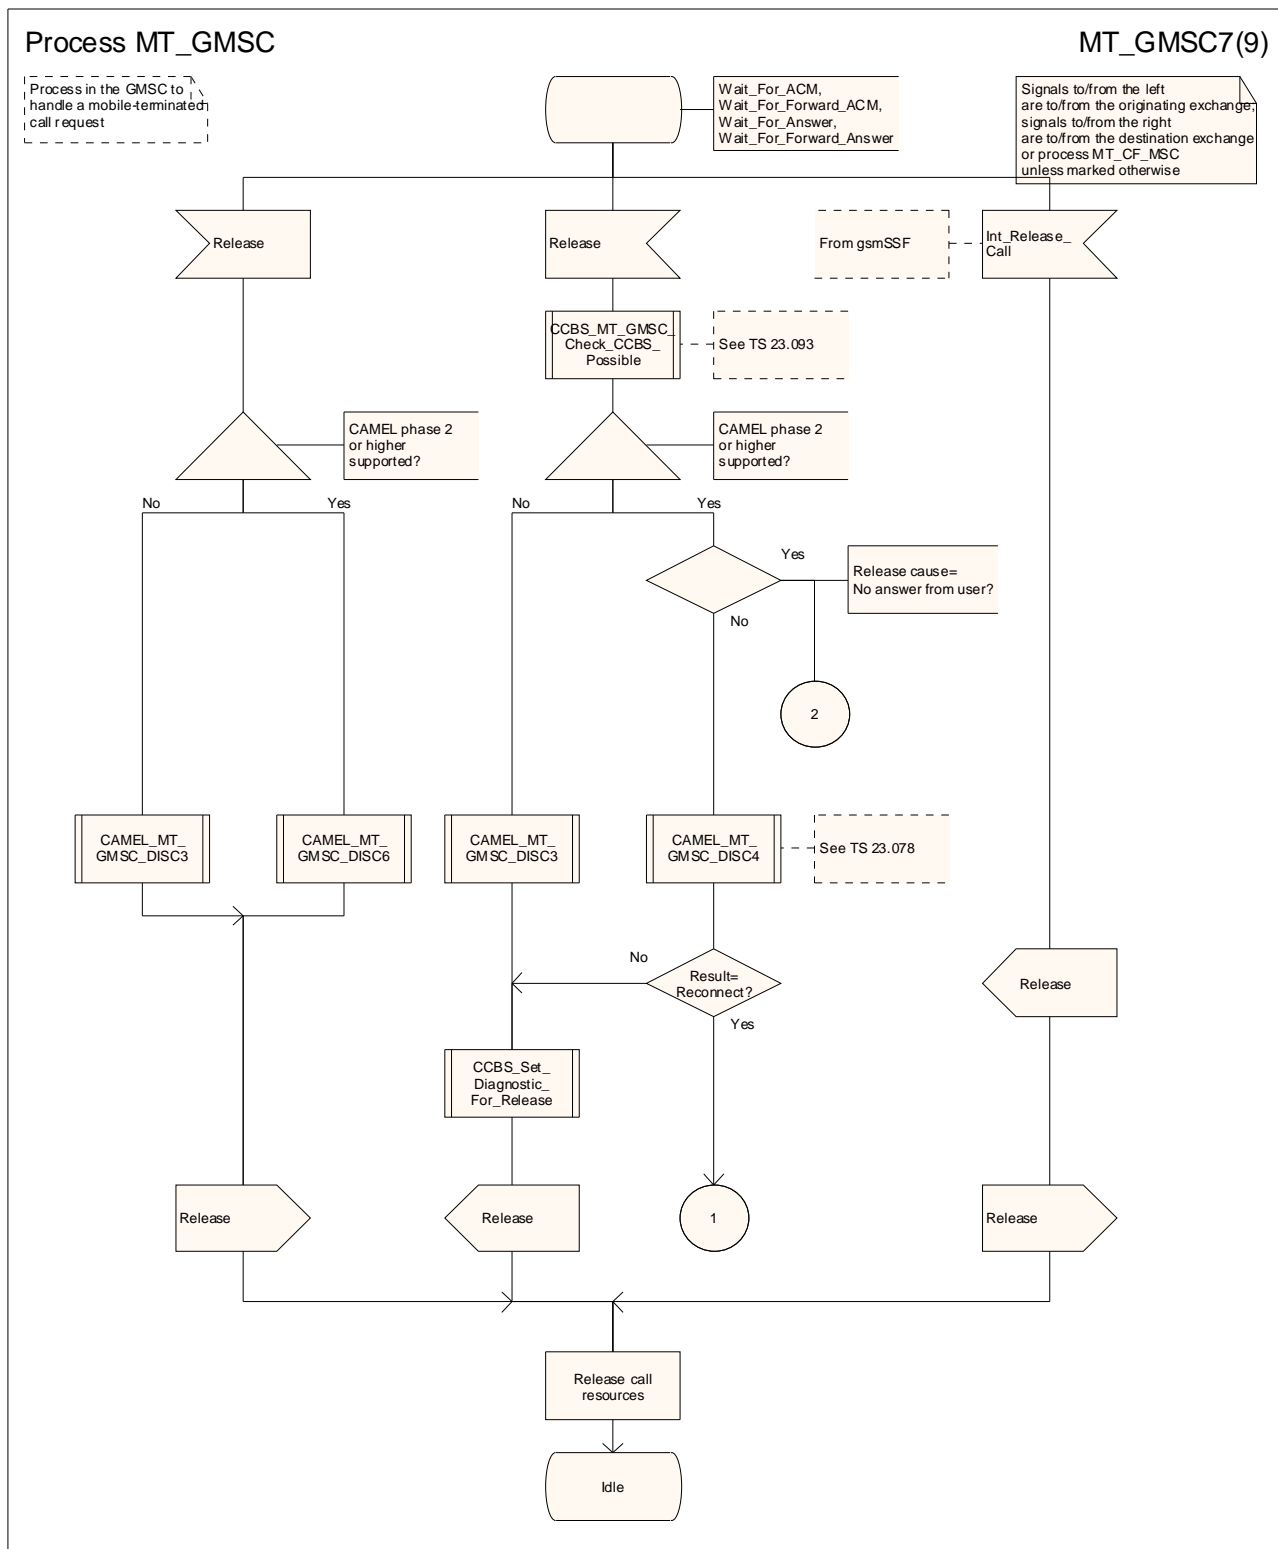 Process MT_GMSC
MT_GMSC7(9)
Process in the GMSC to
handle a mobile-terminated
call request
Wait_For_ACM,
Wait_For_Forward_ACM,
Wait_For_Answer,
Wait_For_Forward_Answer
Signals to/from the left
are to/from the originating exchange;
signals to/from the right
are to/from the destination exchange
or process MT_CF_MSC
unless marked otherwise
Release
Release
From gsmSSF
Int_Release_
Call
CCBS_MT_GMSC_
Check_CCBS_
Possible
See TS 23.093
CAMEL phase 2
or higher
supported?
CAMEL phase 2
or higher
supported?
No
Yes
No
Yes
Yes
Release cause=
No answer from user?
No
2
CAMEL_MT_
GMSC_DISC3
CAMEL_MT_
GMSC_DISC6
CAMEL_MT_
GMSC_DISC3
CAMEL_MT_
GMSC_DISC4
See TS 23.078
No
Result=
Reconnect?
Yes
Release
CCBS_Set_
Diagnostic_
For_Release
Release
Release
1
Release
Release call
resources
Idle